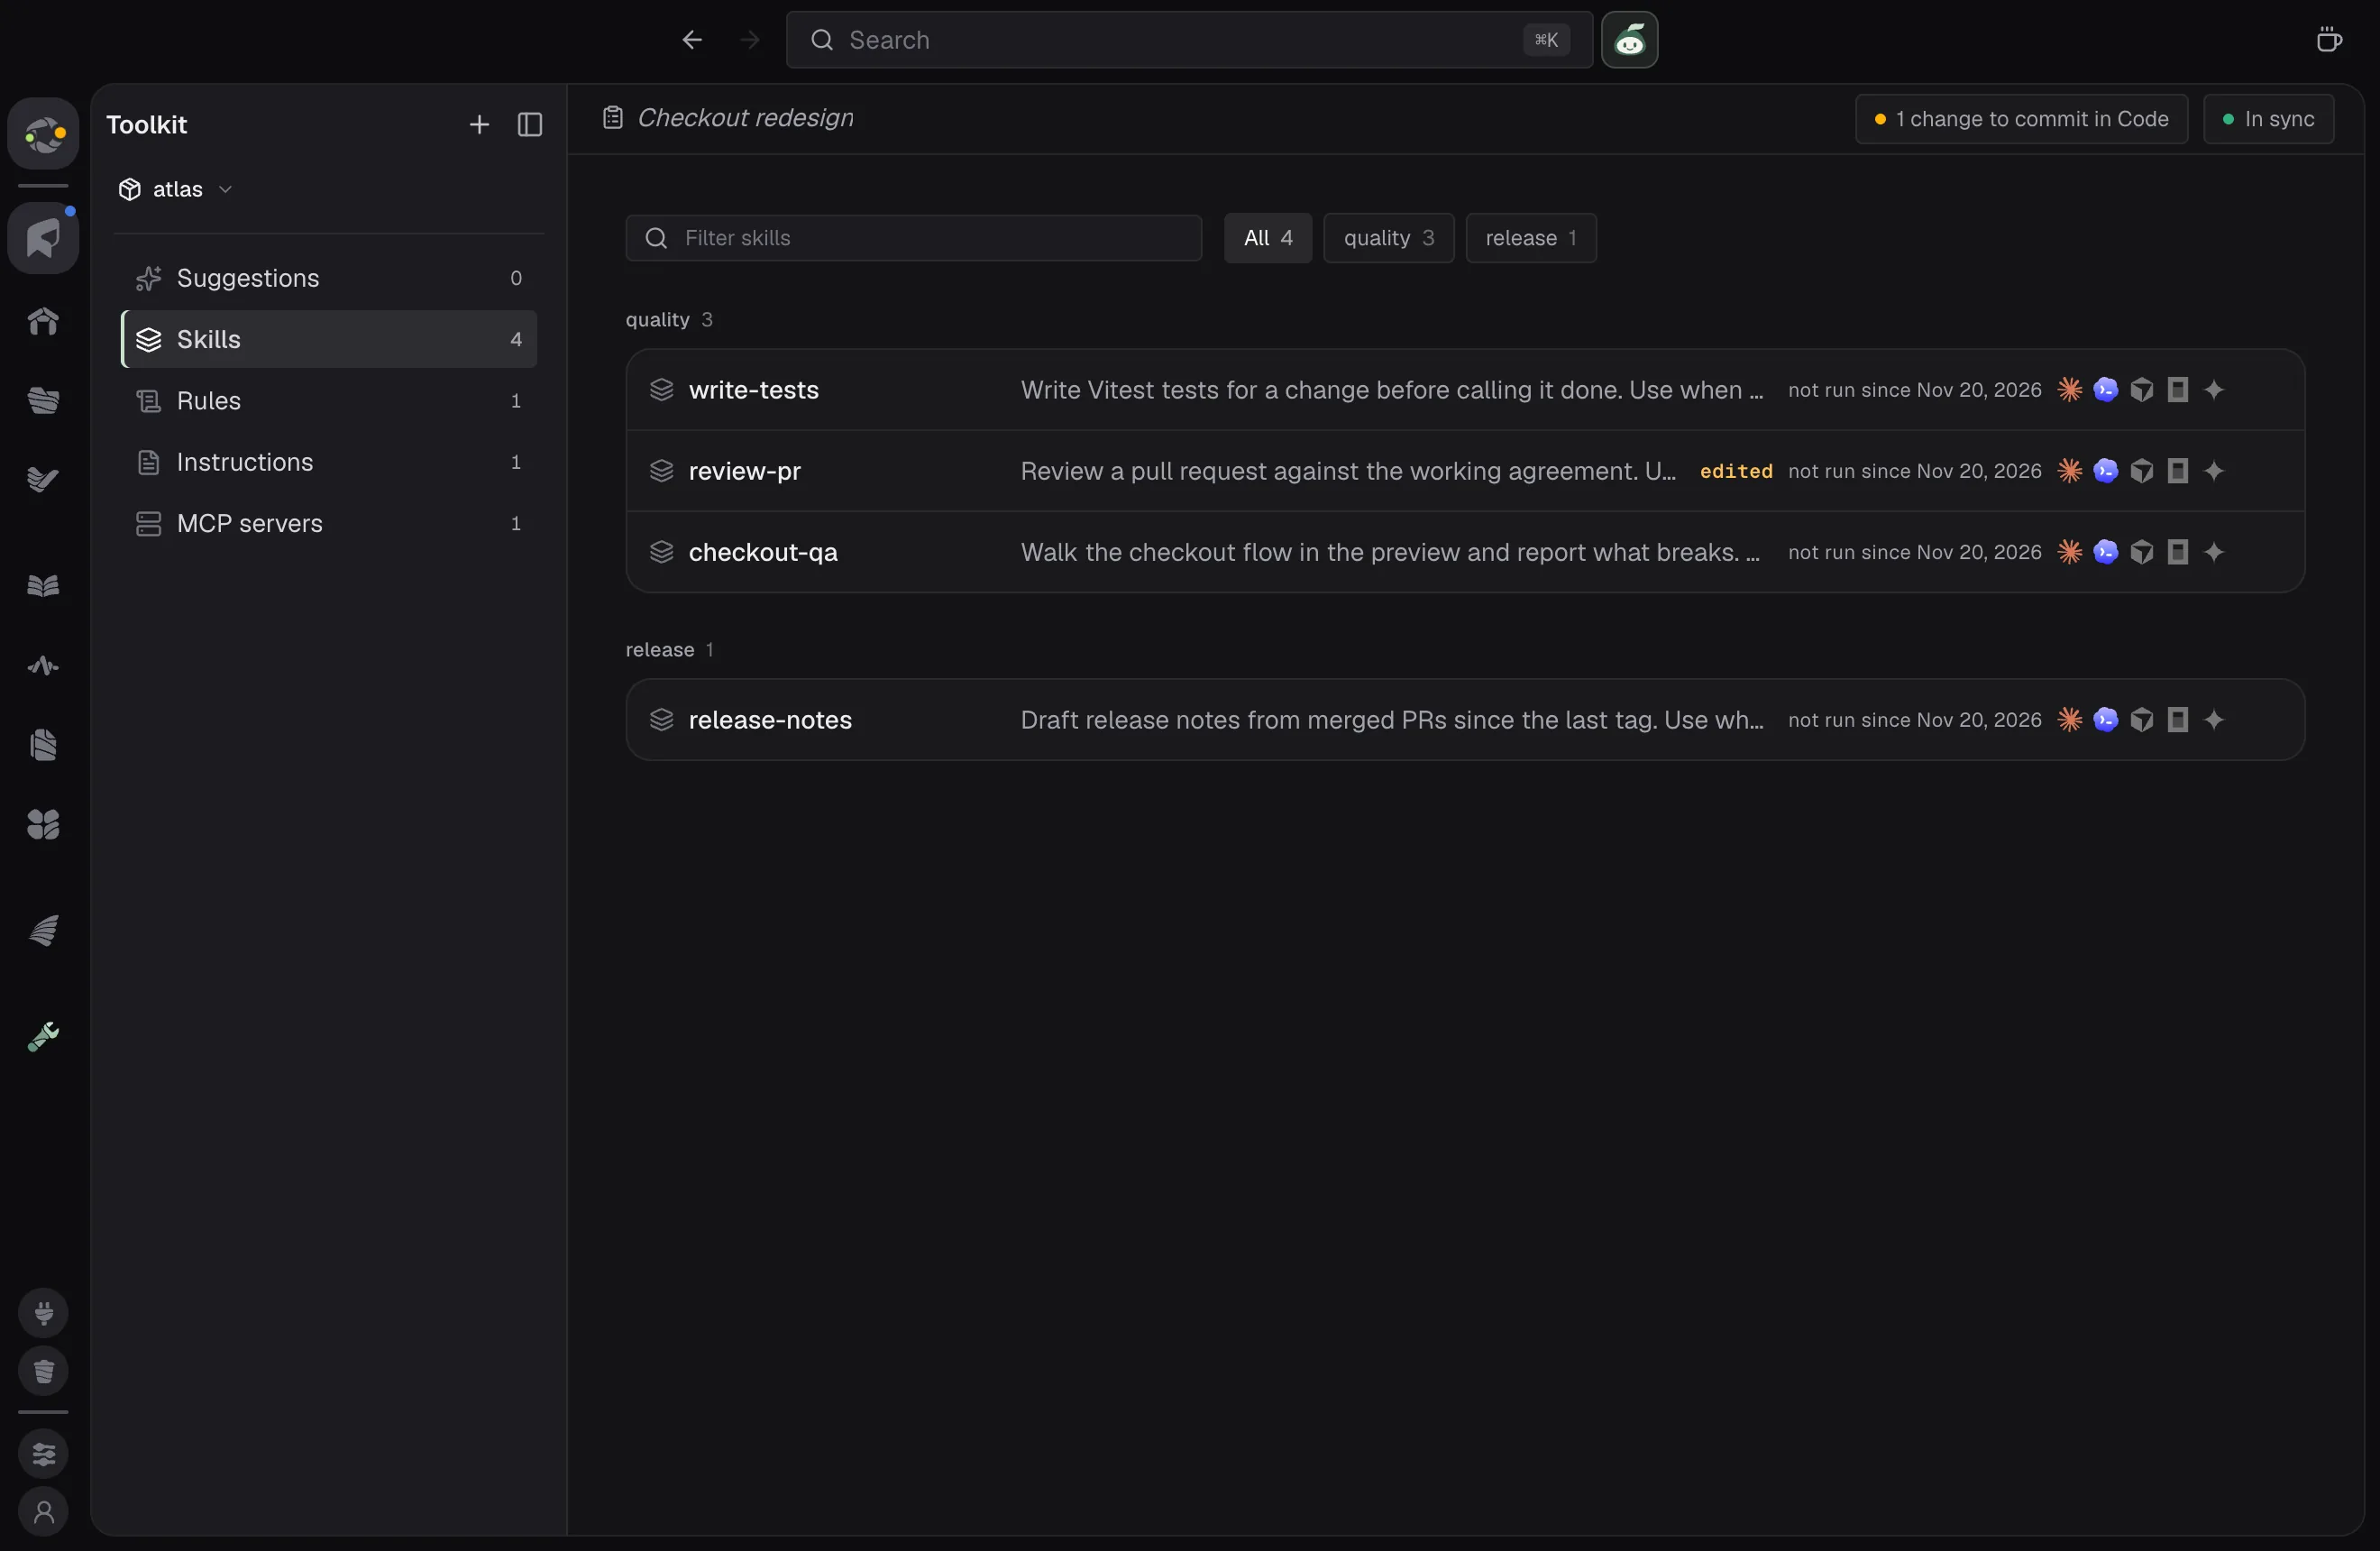 Search ⌘K
Toolkit
atlas
Suggestions 0
Skills 4
Rules 1
Instructions 1
MCP servers 1
Checkout redesign
1 change to commit in Code
In sync
Filter skills
All 4
quality 3
release 1
quality 3
write-tests Write Vitest tests for a change before calling it done. Use when ... not run since Nov 20, 2026
review-pr Review a pull request against the working agreement. U... edited not run since Nov 20, 2026
checkout-qa Walk the checkout flow in the preview and report what breaks. ... not run since Nov 20, 2026
release 1
release-notes Draft release notes from merged PRs since the last tag. Use wh... not run since Nov 20, 2026